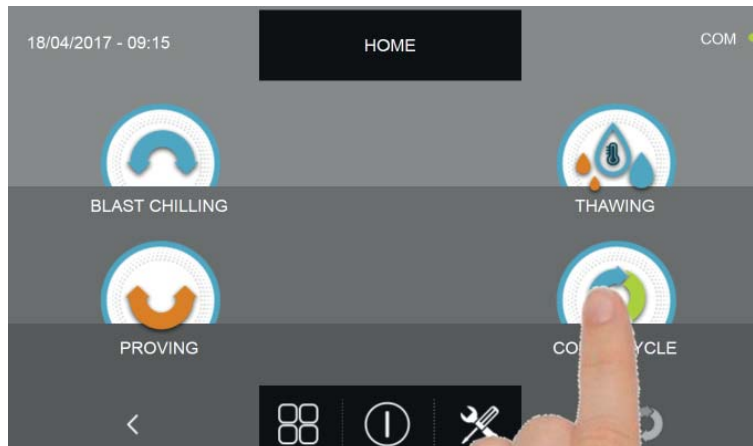 18/04/2017 - 09:15
HOME
COM
BLAST CHILLING
THAWING
PROVING